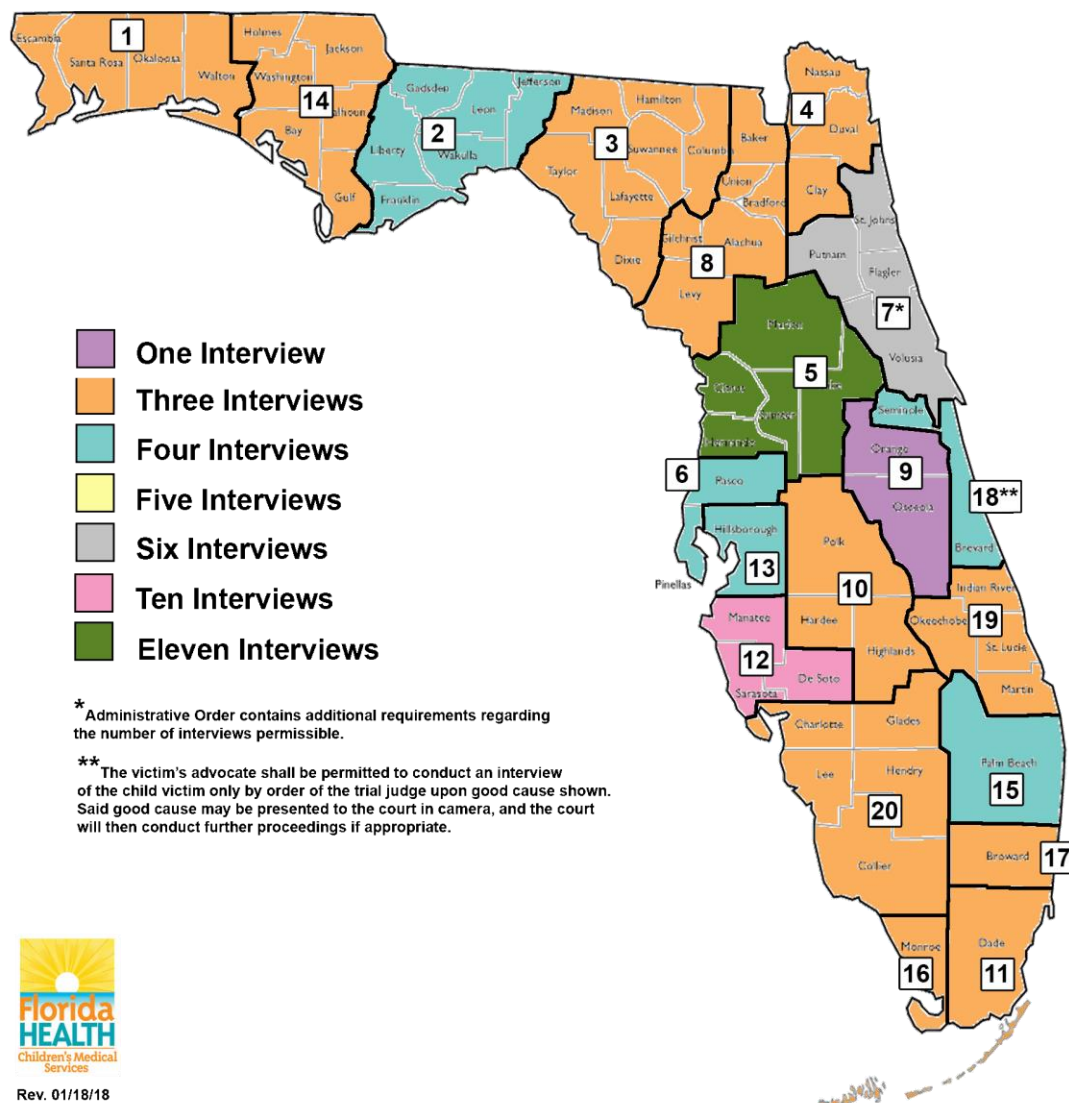 Escambia
Santa Rosa
Okaloosa
Walton
1
Holmes
Jackson
Washington
14
alhoun
Bay
Gulf
Gadsden
Jefferson
Leon
2
Liberty
Wakulla
Franklin
Madison
Hamilton
3
Suwannee
Columbi
Taylor
Lafayette
Dixie
Nassau
4
Duval
Baker
Clay
Union
Bradford
Gilchrist
Alachua
8
Levy
St. Johns
Putnam
Flagler
7*
Volusia
Marion
5
Citrus
Sumter
Hernando
Seminole
Orange
9
Osceola
6
Pasco
18**
Brevard
Hillsborough
13
Pinellas
Polk
10
Hardee
Highlands
Indian River
Okeechobe
19
St. Lucie
Martin
Manatee
12
De Soto
Sarasota
Charlotte
Glades
Lee
Hendry
20
Collier
Palm Beach
15
Broward
17
Monroe
16
Dade
11
One Interview
Three Interviews
Four Interviews
Five Interviews
Six Interviews
Ten Interviews
Eleven Interviews
*Administrative Order contains additional requirements regarding
the number of interviews permissible.
**The victim's advocate shall be permitted to conduct an interview
of the child victim only by order of the trial judge upon good cause shown.
Said good cause may be presented to the court in camera, and the court
will then conduct further proceedings if appropriate.
Florida
HEALTH
Children's Medical
Services
Rev. 01/18/18